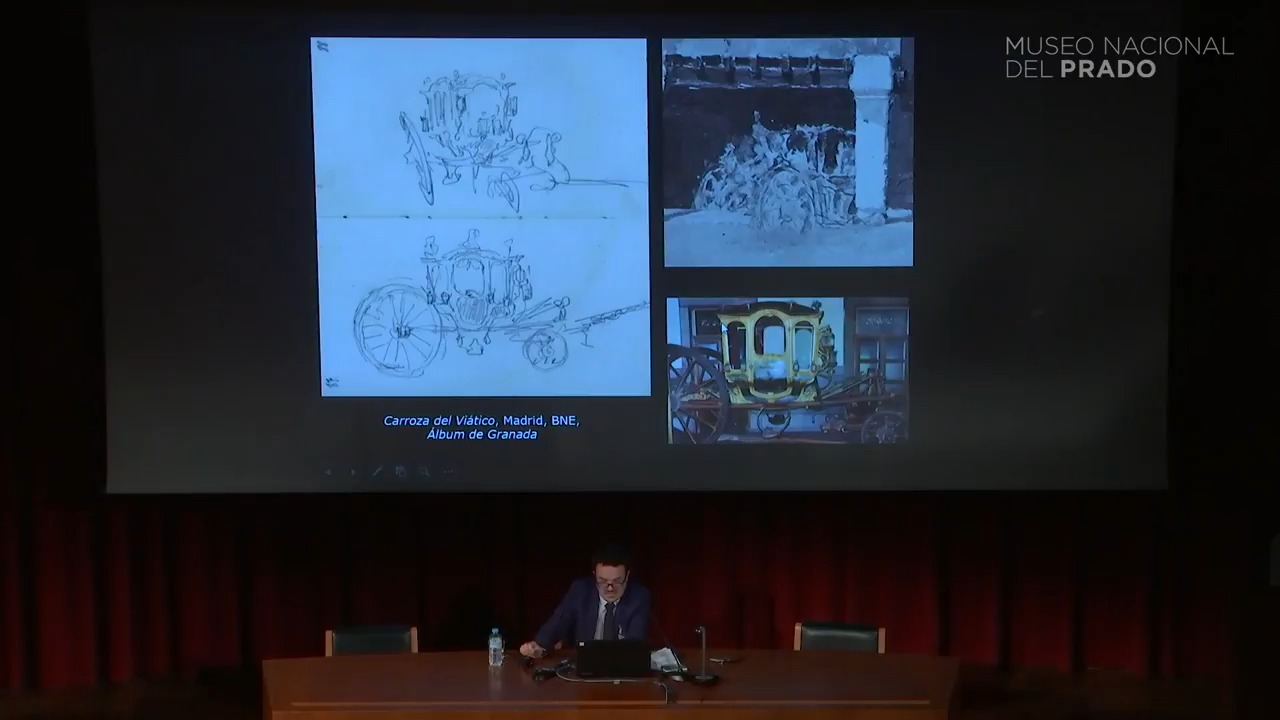 MUSEO NACIONAL
DEL PRADO
Carroza del Viático, Madrid, BNE,
Álbum de Granada